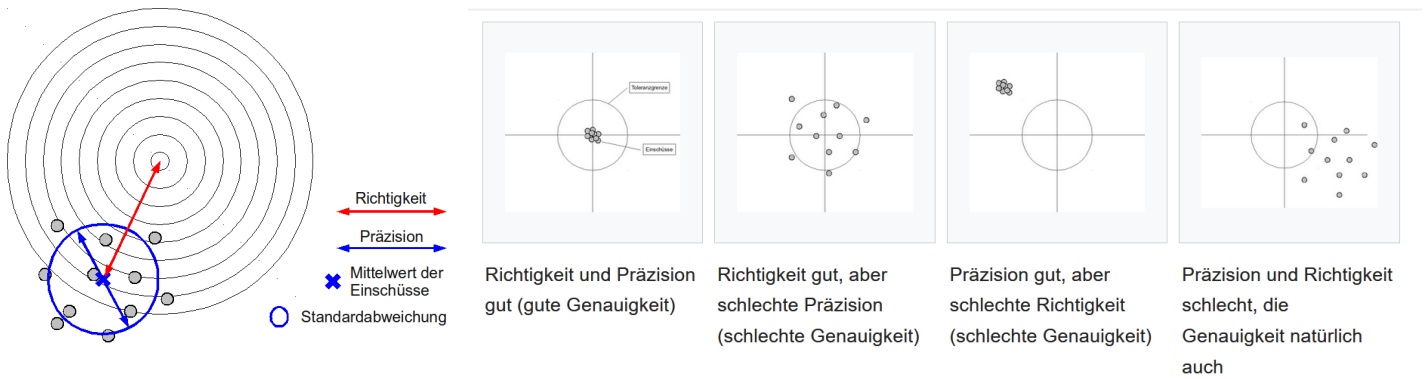 Richtigkeit
Präzision
Mittelwert der
Einschüsse
Standardabweichung
Toleranzgrenze
Einschüsse
Richtigkeit und Präzision
gut (gute Genauigkeit)
Richtigkeit gut, aber
schlechte Präzision
(schlechte Genauigkeit)
Präzision gut, aber
schlechte Richtigkeit
(schlechte Genauigkeit)
Präzision und Richtigkeit
schlecht, die
Genauigkeit natürlich
auch